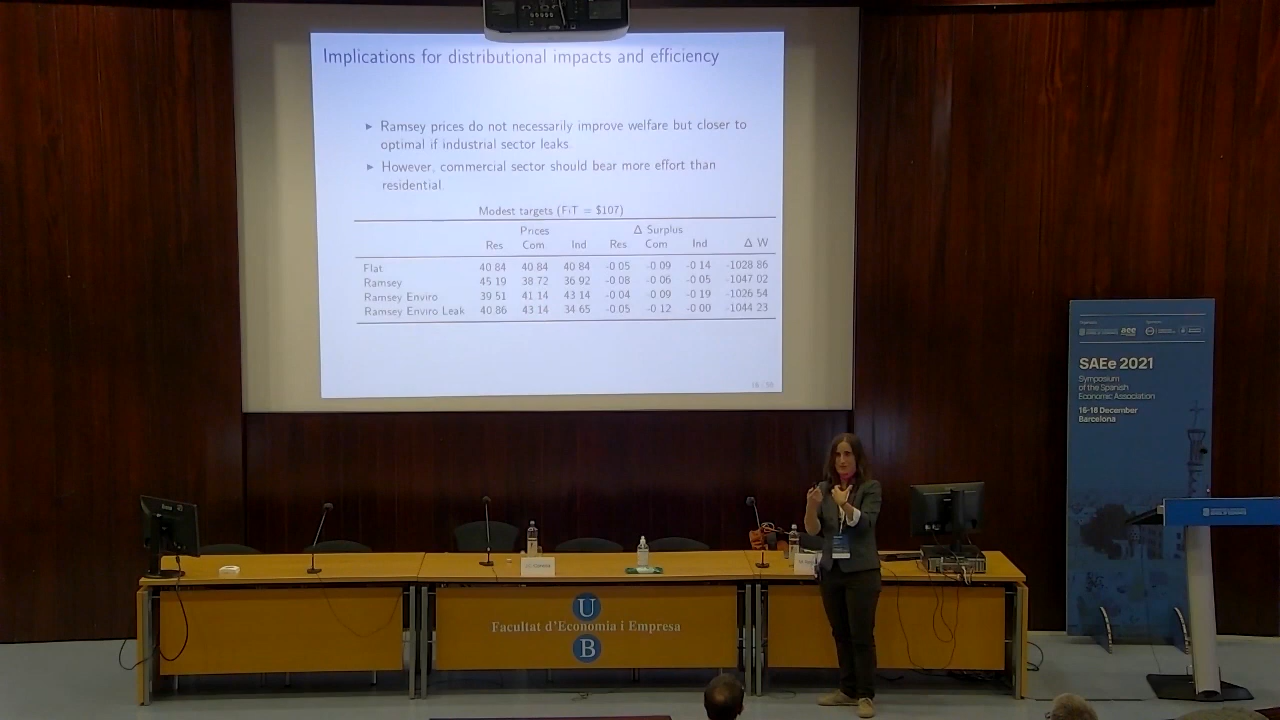 Implications for distributional impacts and efficiency
Ramsey prices do not necessarily improve welfare but closer to
optimal if industrial sector leaks.
However, commercial sector should bear more effort than
residential.
Modest targets (FiT = $107)
Prices Δ Surplus
Res Com Ind Res Com Ind Δ W
Flat 40.84 40.84 40.84 -0.05 -0.09 -0.14 -1028.86
Ramsey 45.19 38.72 36.92 -0.08 -0.06 -0.05 -1047.02
Ramsey Enviro 39.51 41.14 43.14 -0.04 -0.09 -0.19 -1026.54
Ramsey Enviro Leak 40.86 43.14 34.65 -0.05 -0.12 -0.00 -1044.23
SAEe 2021
Symposium
of the Spanish
Economic Association
16-18 December
Barcelona
U
Facultat d'Economia i Empresa
B